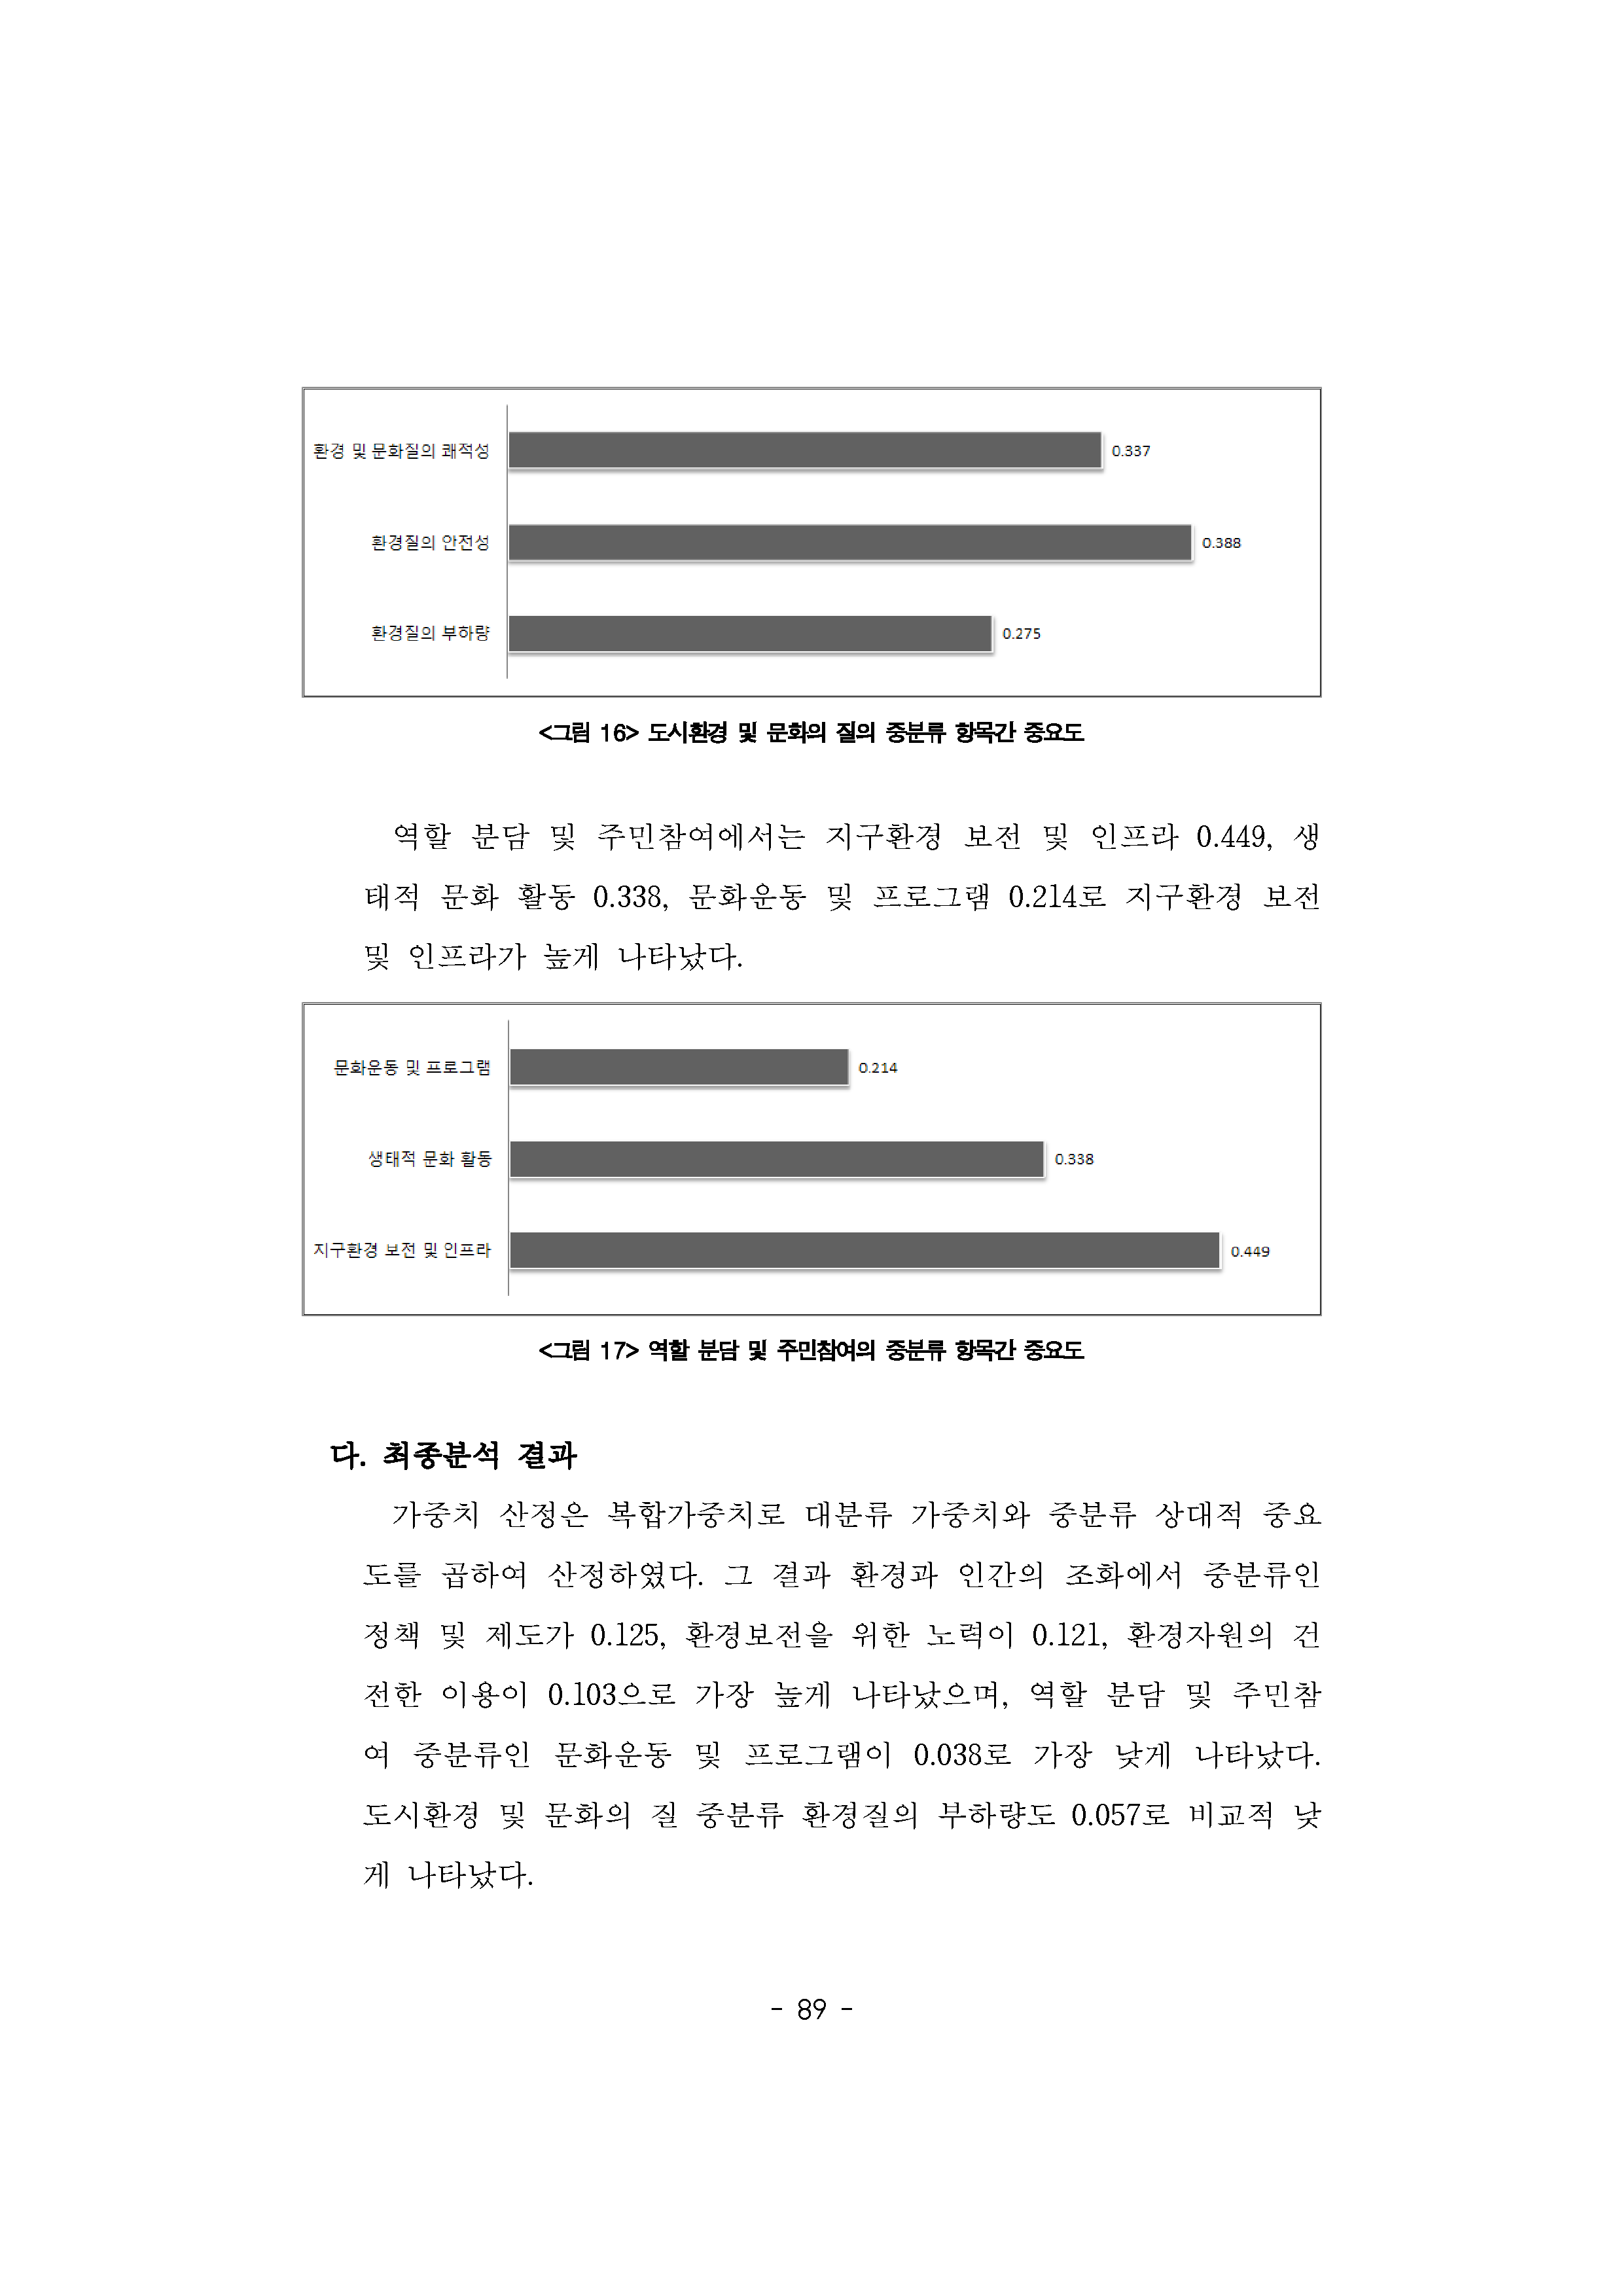 환경 및 문화질의 쾌적성 0.337
환경질의 안전성 0.388
환경질의 부하량 0.275
<그림 16> 도시환경 및 문화의 질의 중분류 항목간 중요도
역할 분담 및 주민참여에서는 지구환경 보전 및 인프라 0.449, 생
태적 문화 활동 0.338, 문화운동 및 프로그램 0.214로 지구환경 보전
및 인프라가 높게 나타났다.
문화운동 및 프로그램 0.214
생태적 문화 활동 0.338
지구환경 보전 및 인프라 0.449
<그림 17> 역할 분담 및 주민참여의 중분류 항목간 중요도
다. 최종분석 결과
가중치 산정은 복합가중치로 대분류 가중치와 중분류 상대적 중요
도를 곱하여 산정하였다. 그 결과 환경과 인간의 조화에서 중분류인
정책 및 제도가 0.125, 환경보전을 위한 노력이 0.121, 환경자원의 건
전한 이용이 0.103으로 가장 높게 나타났으며, 역할 분담 및 주민참
여 중분류인 문화운동 및 프로그램이 0.038로 가장 낮게 나타났다.
도시환경 및 문화의 질 중분류 환경질의 부하량도 0.057로 비교적 낮
게 나타났다.
- 89 -